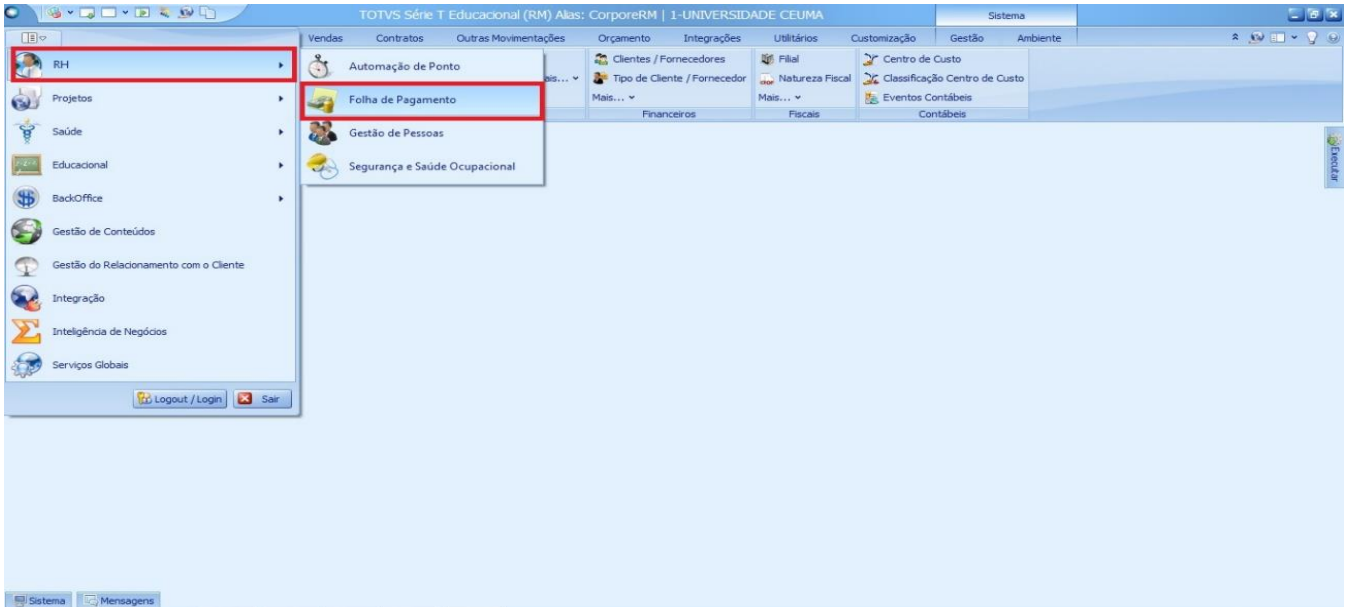 TOTVS Série T Educacional (RM) Alias: CorporeRM | 1-UNIVERSIDADE CEUMA
Sistema
Vendas Contratos Outras Movimentações Orçamento Integrações Utilitários Customização Gestão Ambiente
RH
Projetos
Saúde
Educacional
BackOffice
Gestão de Conteúdos
Gestão do Relacionamento com o Cliente
Integração
Inteligência de Negócios
Serviços Globais
Logout / Login Sair
Automação de Ponto
Folha de Pagamento
Gestão de Pessoas
Segurança e Saúde Ocupacional
Clientes / Fornecedores
Tipo de Cliente / Fornecedor
Mais...
Financeiros
Filial
Natureza Fiscal
Mais...
Fiscais
Centro de Custo
Classificação Centro de Custo
Eventos Contábeis
Contábeis
Executar
Sistema Mensagens